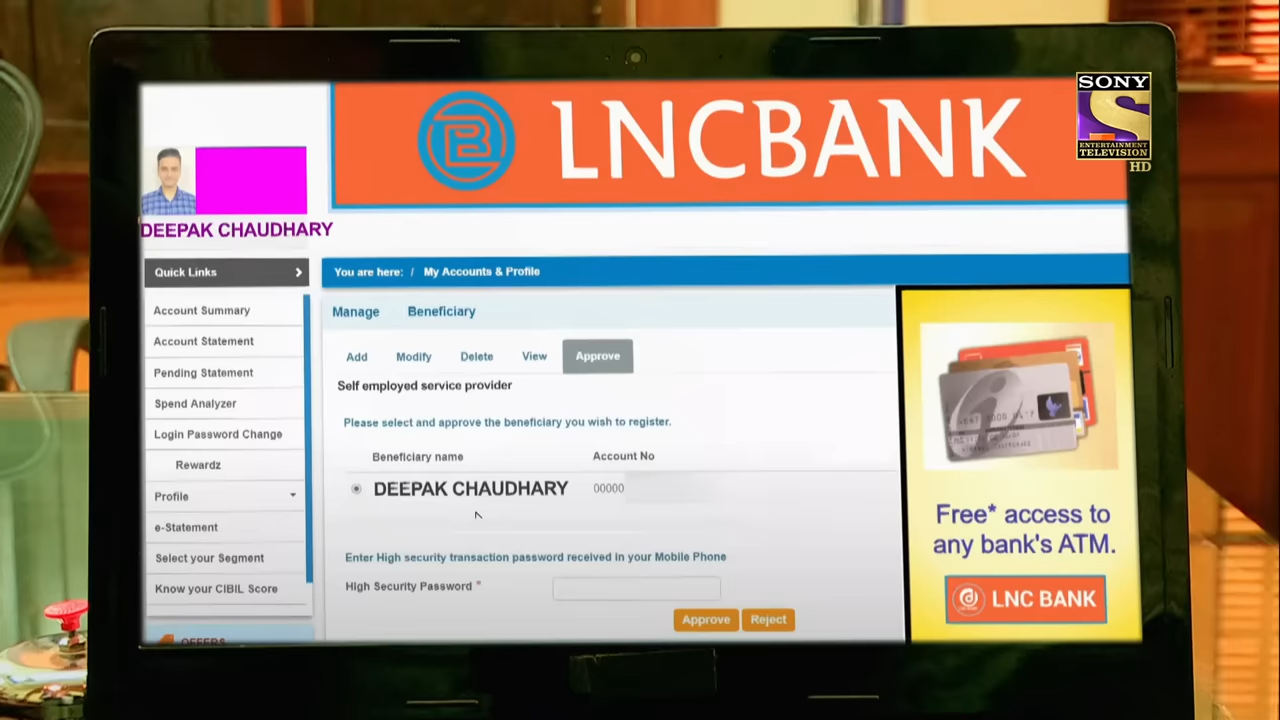 SONY
ENTERTAINMENT
TELEVISION
HD
LNCBANK
DEEPAK CHAUDHARY
Quick Links
Account Summary
Account Statement
Pending Statement
Spend Analyzer
Login Password Change
Rewardz
Profile
e-Statement
Select your Segment
Know your CIBIL Score
OFFERS
You are here: / My Accounts & Profile
Manage Beneficiary
Add Modify Delete View Approve
Self employed service provider
Please select and approve the beneficiary you wish to register.
Beneficiary name Account No
DEEPAK CHAUDHARY 00000
Enter High security transaction password received in your Mobile Phone
High Security Password *
Approve Reject
Free* access to
any bank's ATM.
LNC BANK